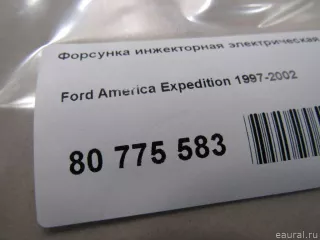 Форсунка инжекторная электрическая
Ford America Expedition 1997-2002
80 775 583
© eaural.ru